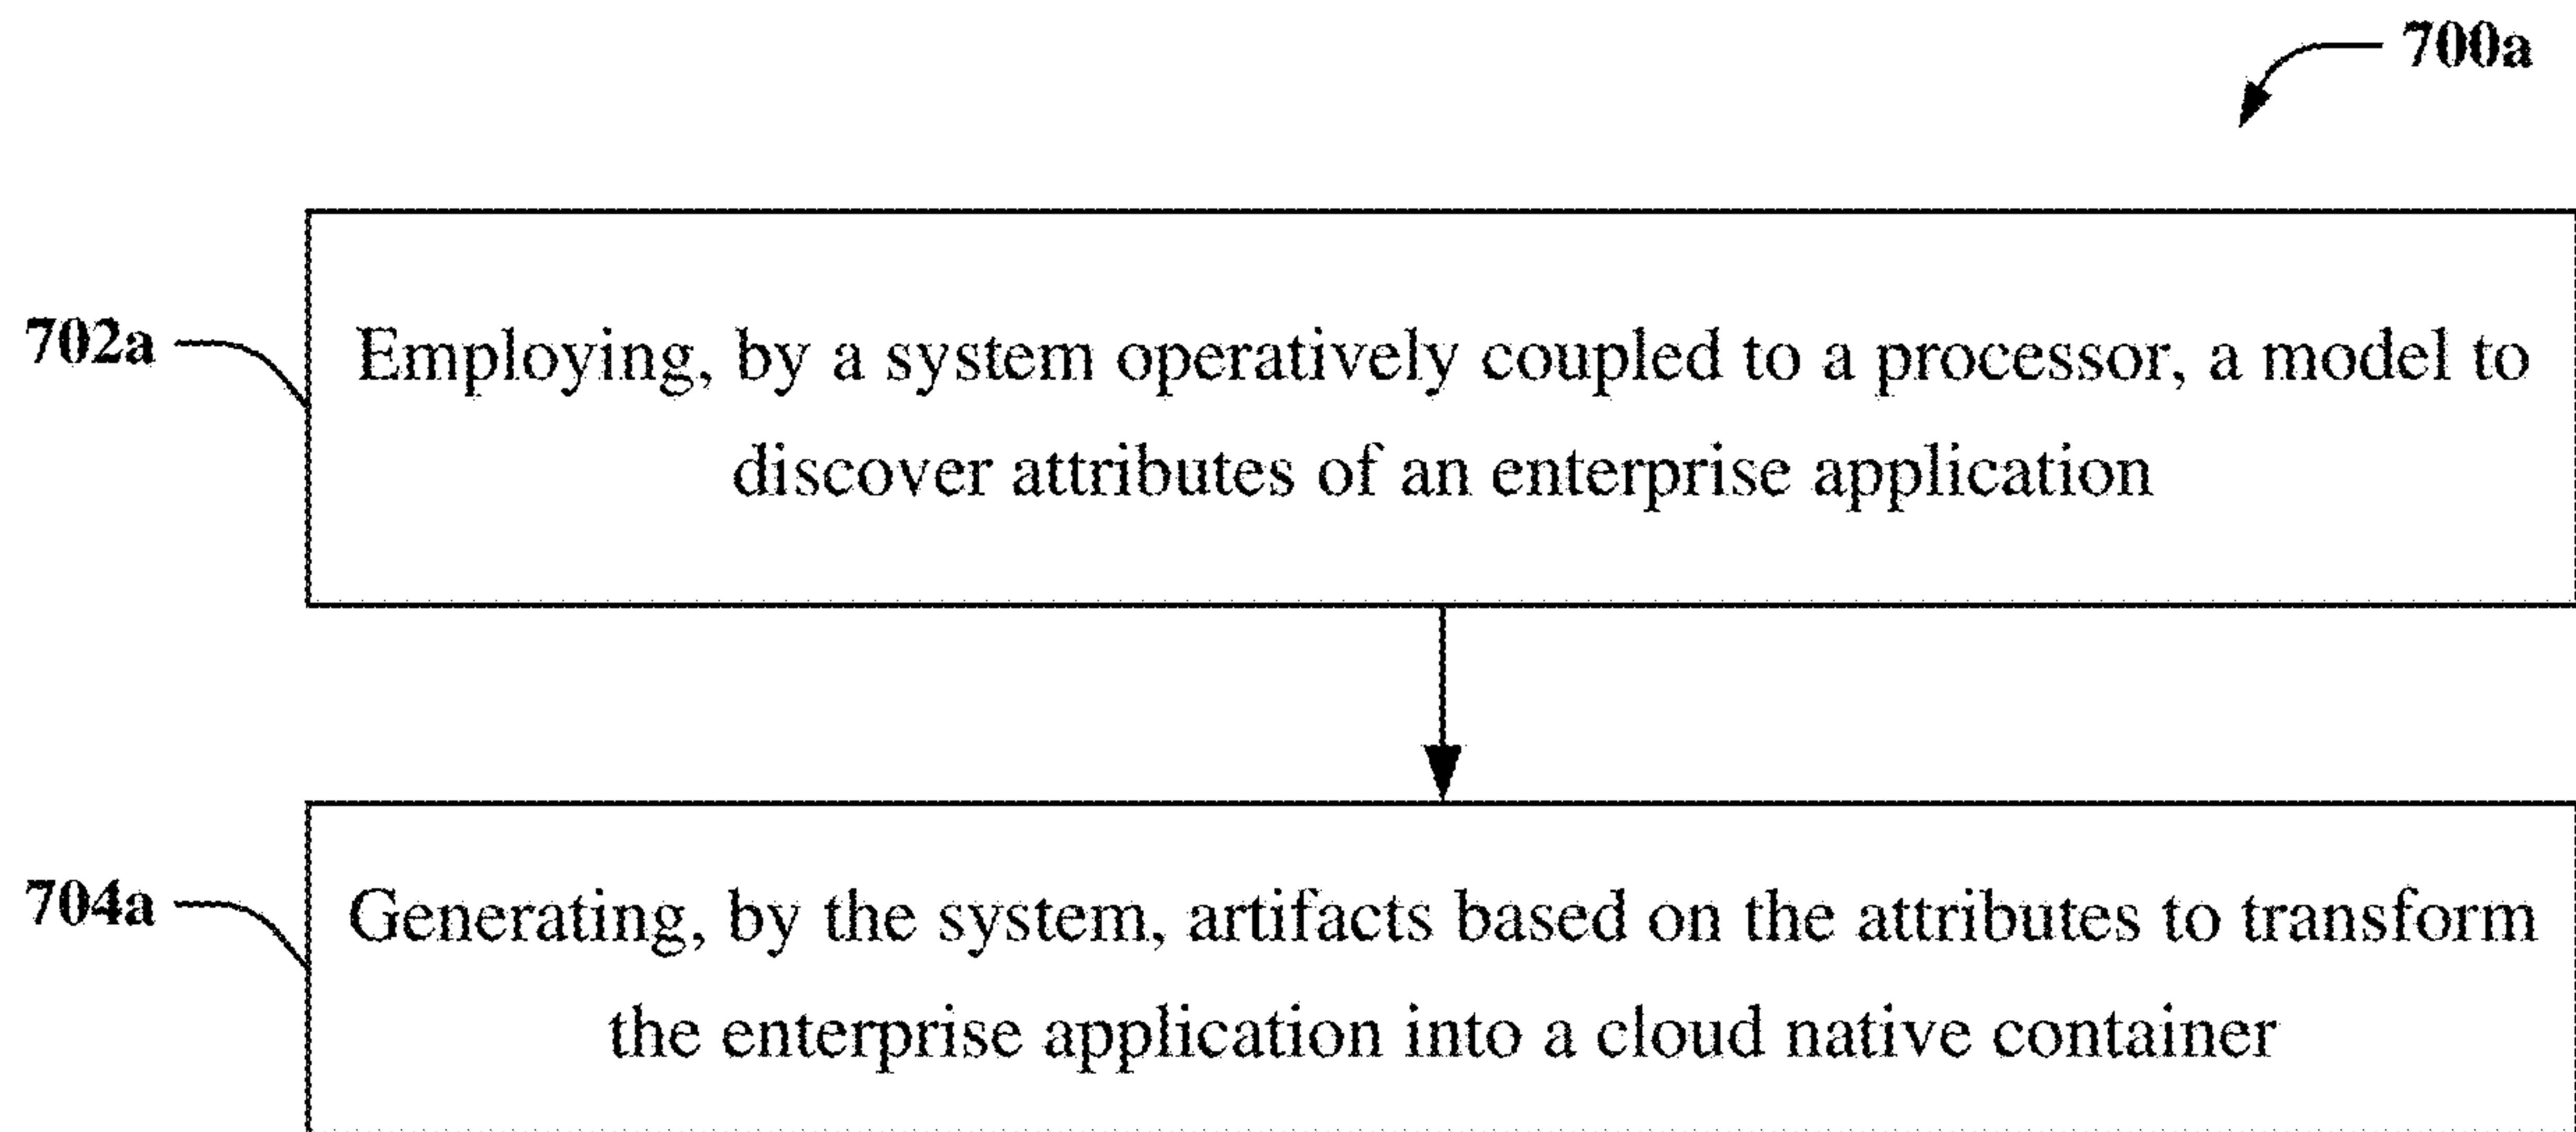 700a
702a
Employing, by a system operatively coupled to a processor, a model to
discover attributes of an enterprise application
704a
Generating, by the system, artifacts based on the attributes to transform
the enterprise application into a cloud native container